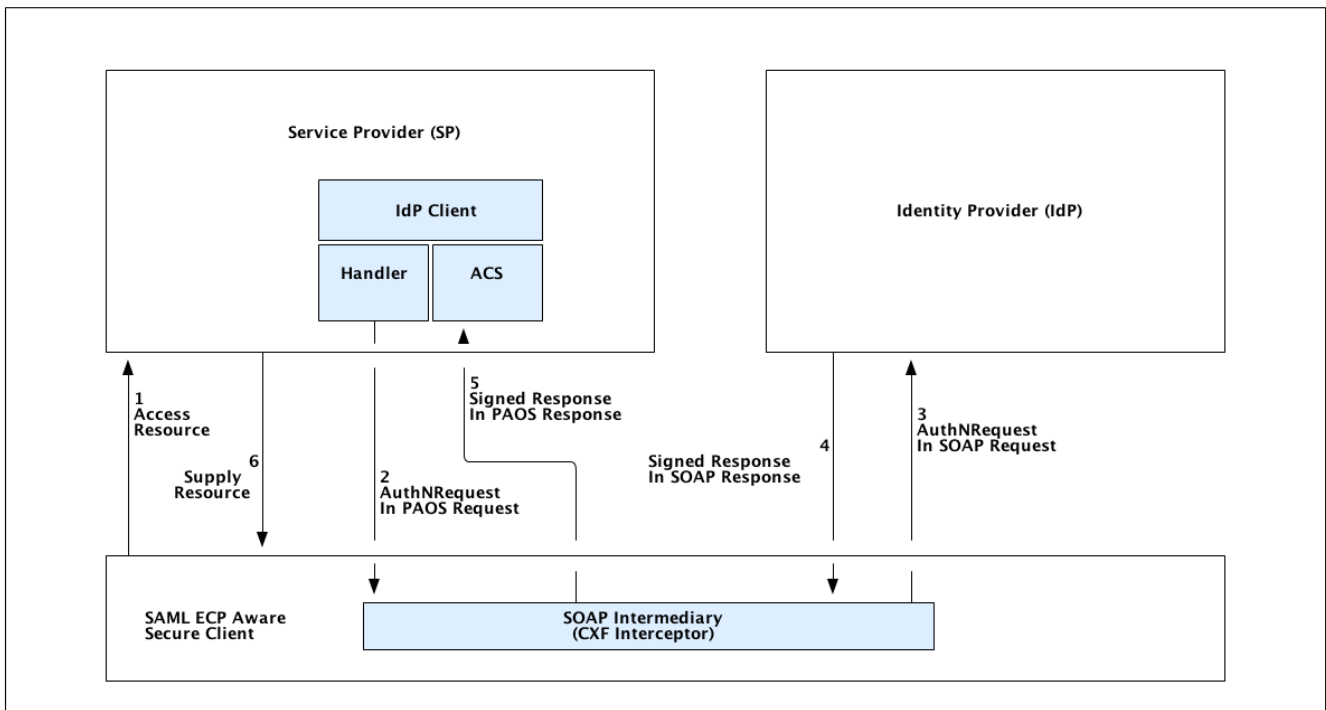 Service Provider (SP)
IdP Client
Handler
ACS
Identity Provider (IdP)
1
Access
Resource
6
Supply
Resource
2
AuthNRequest
In PAOS Request
5
Signed Response
In PAOS Response
4
Signed Response
In SOAP Response
3
AuthNRequest
In SOAP Request
SAML ECP Aware
Secure Client
SOAP Intermediary
(CXF Interceptor)